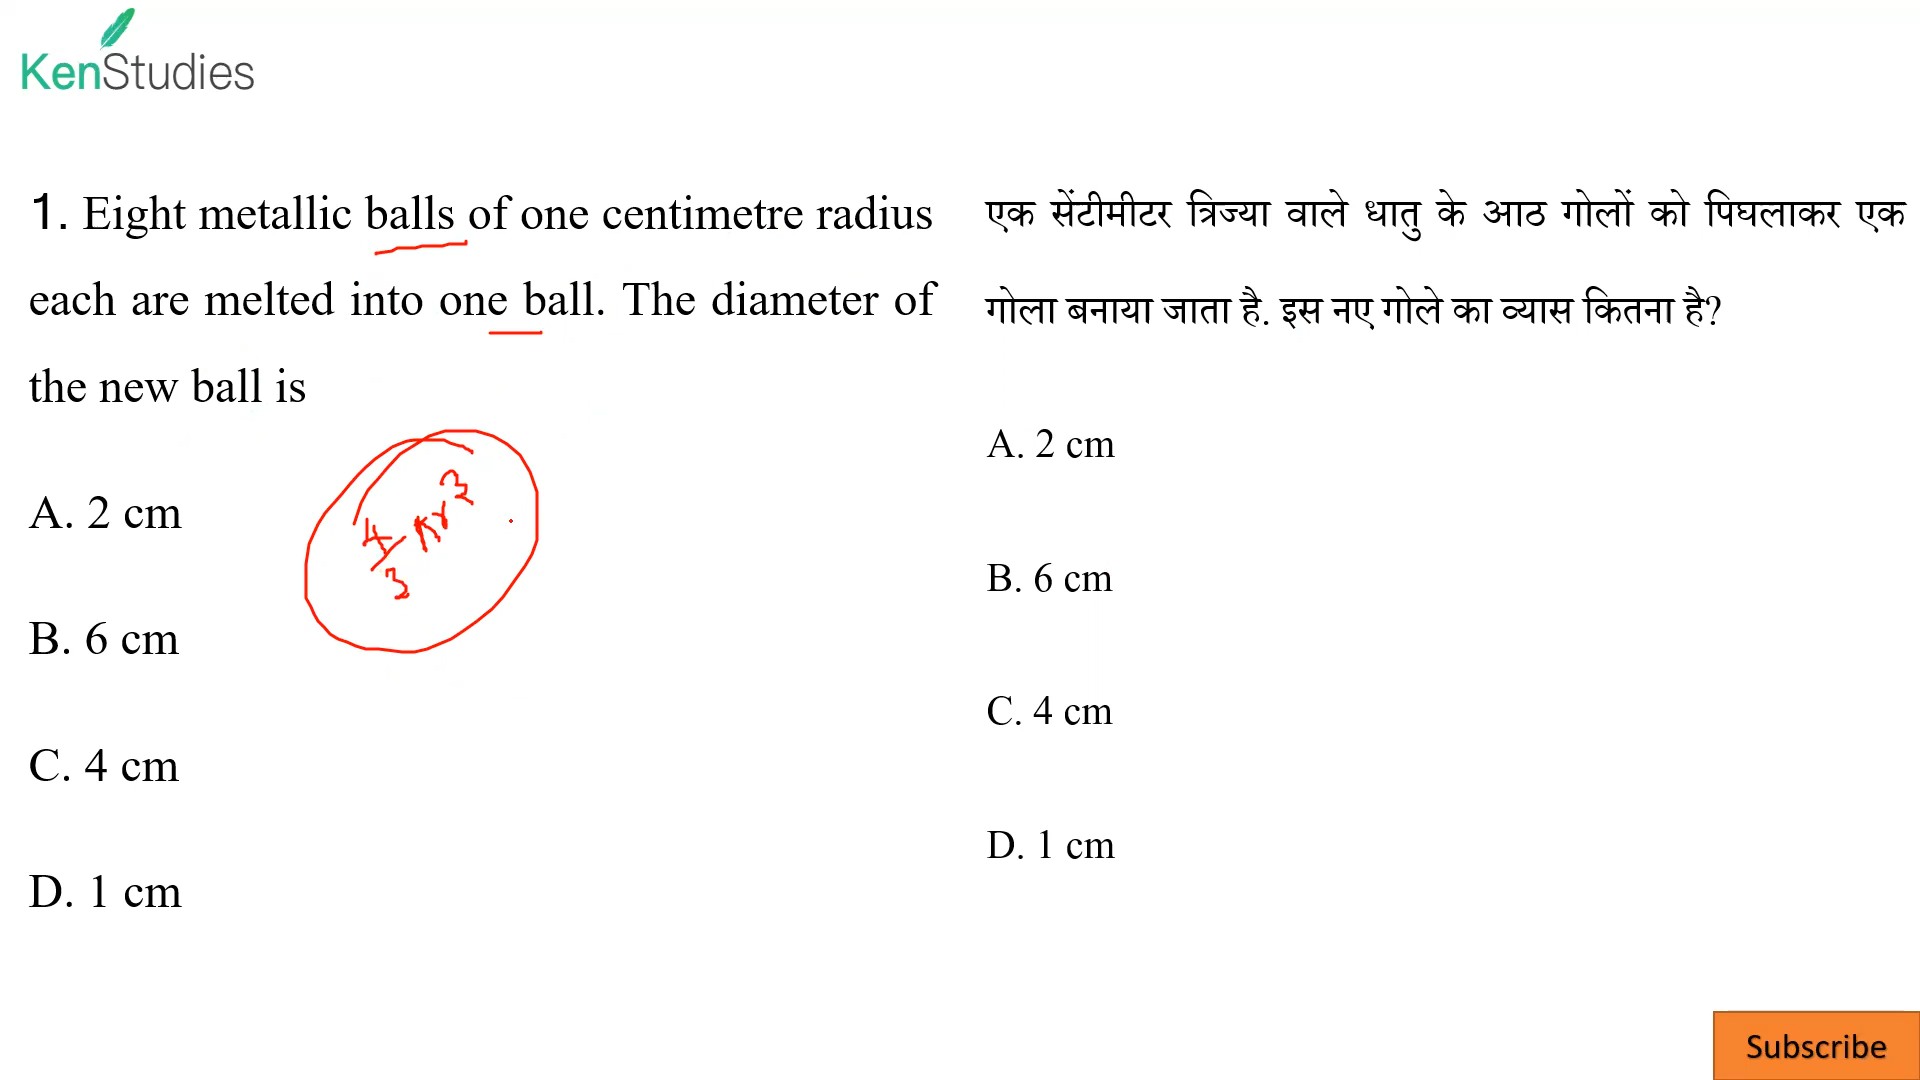 KenStudies
1. Eight metallic balls of one centimetre radius
each are melted into one ball. The diameter of
the new ball is
4/3 πr³
A. 2 cm
B. 6 cm
C. 4 cm
D. 1 cm
एक सेंटीमीटर त्रिज्या वाले धातु के आठ गोलों को पिघलाकर एक
गोला बनाया जाता है. इस नए गोले का व्यास कितना है?
A. 2 cm
B. 6 cm
C. 4 cm
D. 1 cm
Subscribe